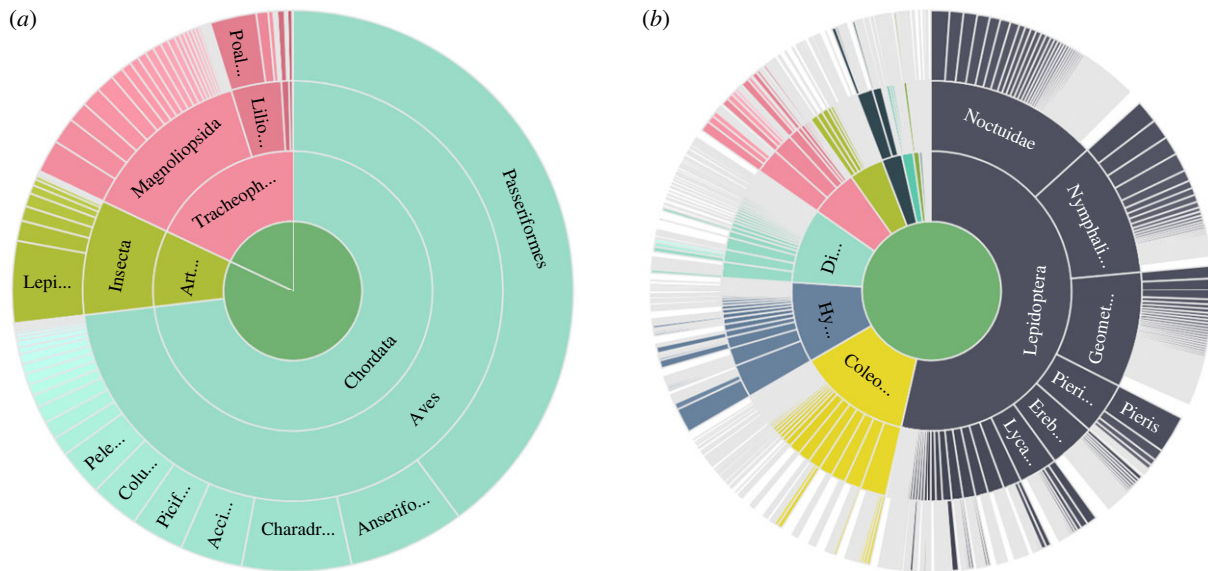 (a)
Poal...
Lilio...
Magnoliopsida
Tracheoph...
Passeriformes
Insecta
Art...
Lepi...
Chordata
Aves
Pele...
Colu...
Picif...
Acci...
Charadr...
Anserifo...
(b)
Noctuidae
Nymphali...
Di...
Lepidoptera
Hy...
Geomet...
Coleo...
Pieri...
Pieris
Ereb...
Lyca...